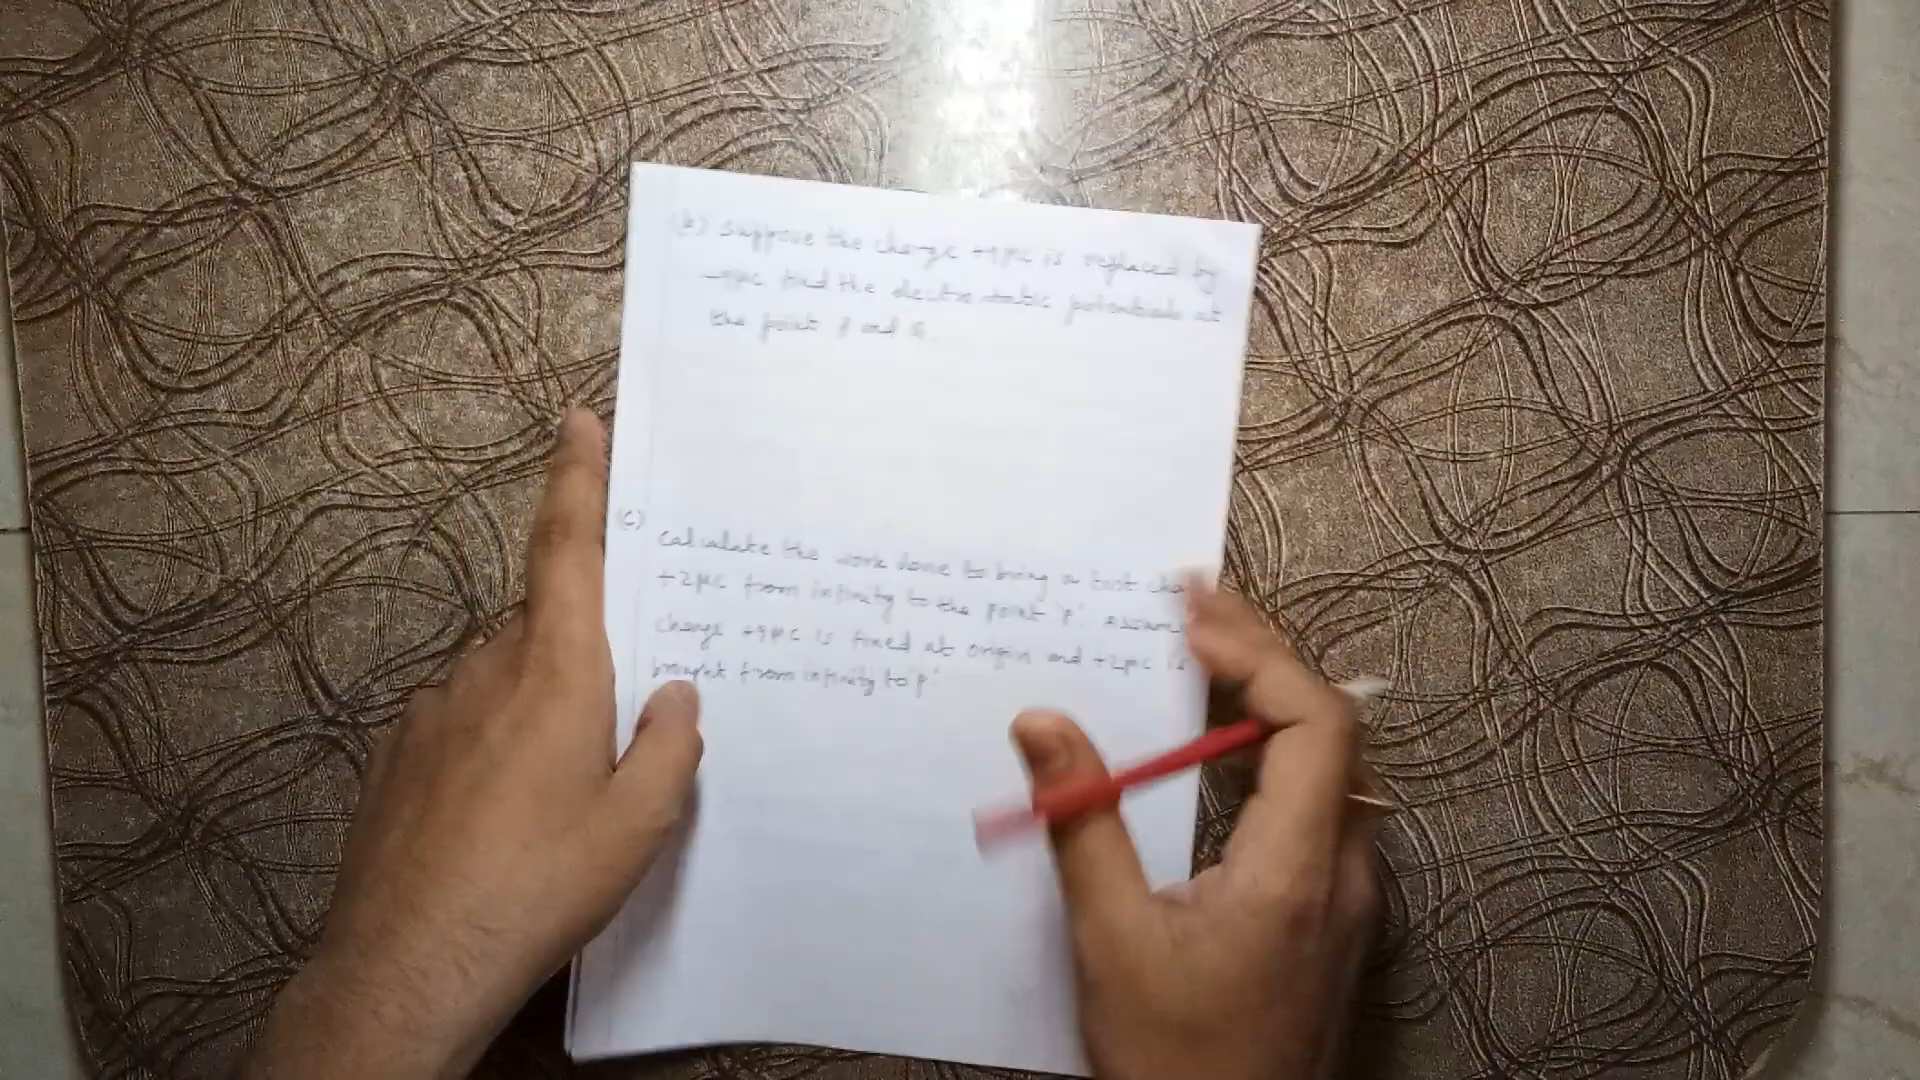 (b) suppose the charge +9μc is replaced by
-9μc find the electrostatic potentials at
the point P and Q
(c)
calculate the work done to bring a test
+2μc from infinity to the point 'P'.
charge +9μc is fixed at origin and +2μc is
brought from infinity to P'